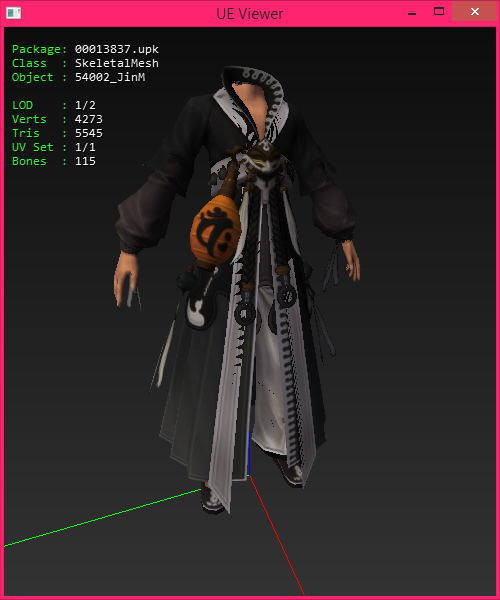 UE Viewer
Package: 00013837.upk
Class : SkeletalMesh
Object : 54002_JinM
LOD : 1/2
Verts : 4273
Tris : 5545
UV Set : 1/1
Bones : 115